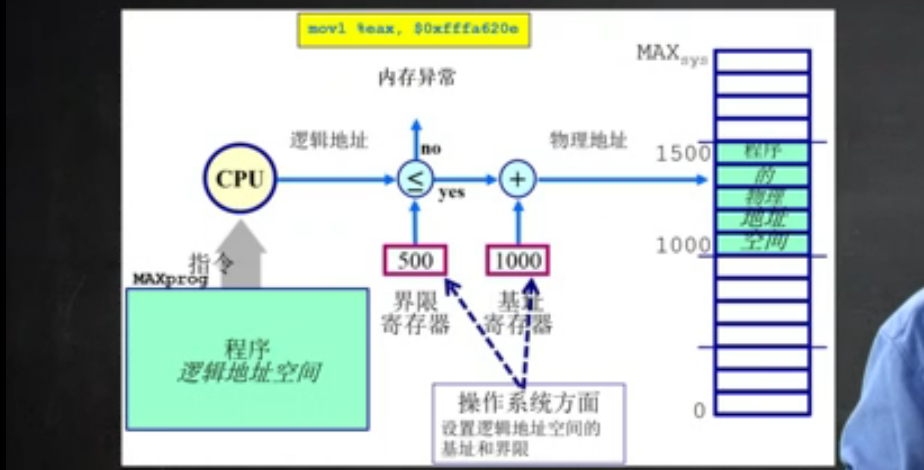 movl %eax, $0xfffa620e
内存异常
MAXsys
逻辑地址
物理地址
no
1500
程序
的
物理
地址
空间
CPU
≤
yes
+
1000
500
1000
指令
MAXprog
界限
寄存器
基址
寄存器
程序
逻辑地址空间
操作系统方面
设置逻辑地址空间的
基址和界限
0